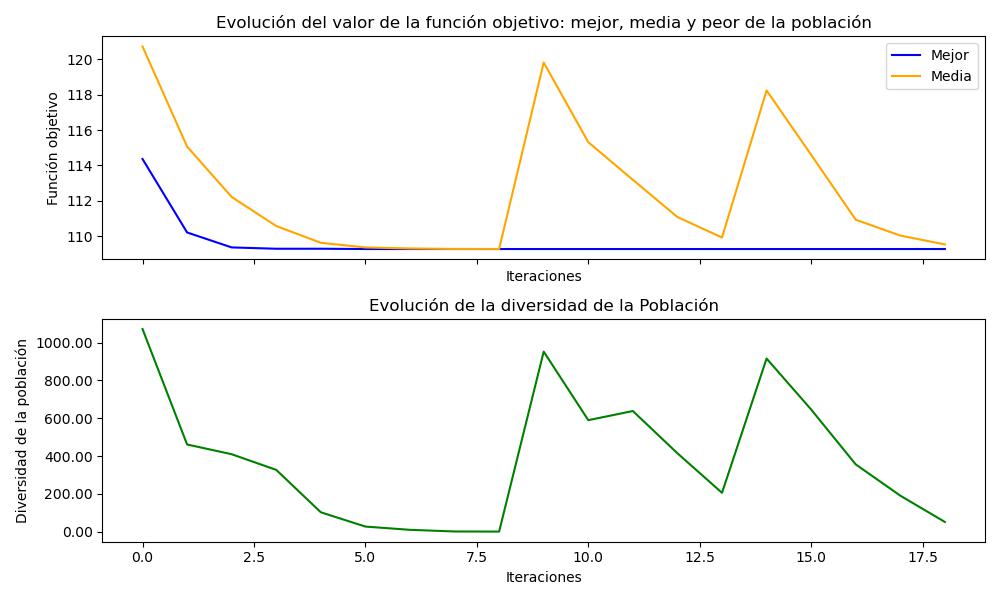 Evolución del valor de la función objetivo: mejor, media y peor de la población
Mejor
Media
120
118
116
114
112
110
Función objetivo
Iteraciones
Evolución de la diversidad de la Población
1000.00
800.00
600.00
400.00
200.00
0.00
Diversidad de la población
0.0 2.5 5.0 7.5 10.0 12.5 15.0 17.5
Iteraciones